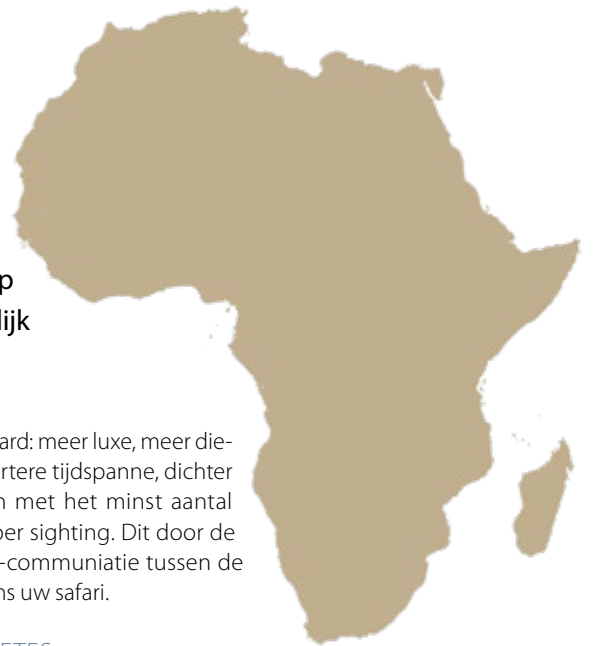 p
lijk
ard: meer luxe, meer die-
rtere tijdspanne, dichter
n met het minst aantal
per sighting. Dit door de
-communiatie tussen de
ns uw safari.